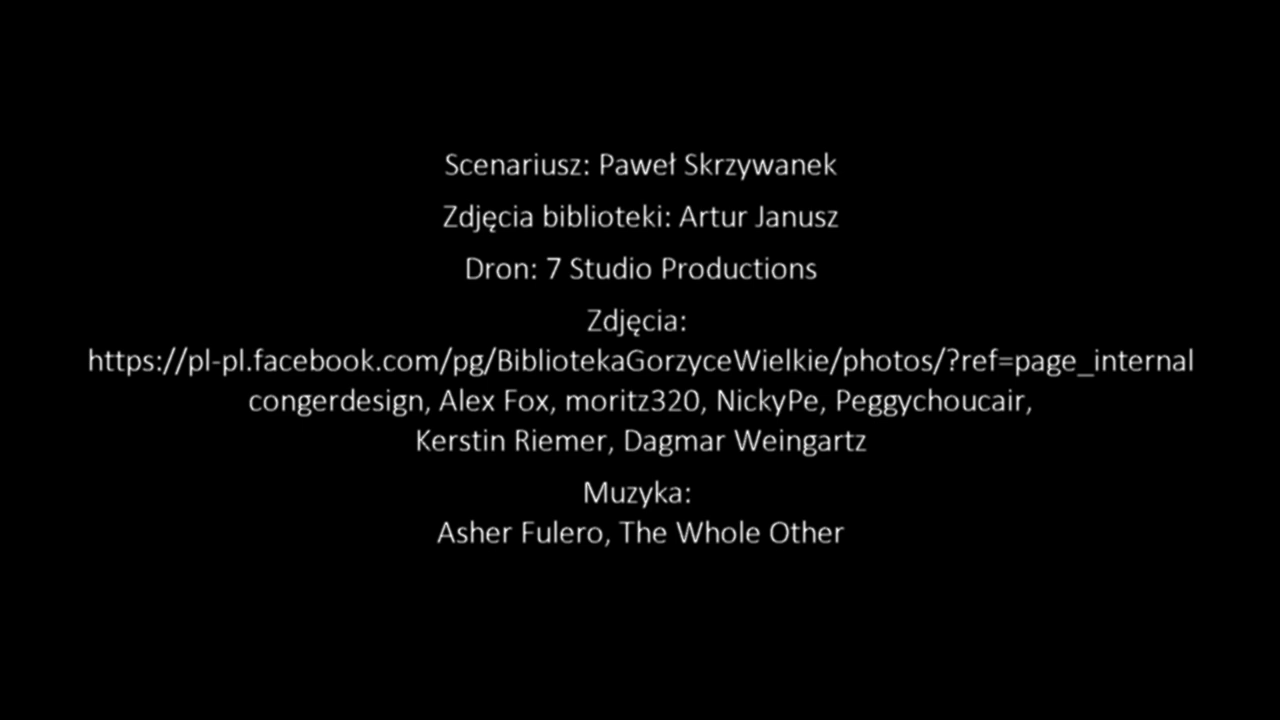 Scenariusz: Paweł Skrzywanek
Zdjęcia biblioteki: Artur Janusz
Dron: 7 Studio Productions
Zdjęcia:
https://pl-pl.facebook.com/pg/BibliotekaGorzyceWielkie/photos/?ref=page_internal
congerdesign, Alex Fox, moritz320, NickyPe, Peggychoucair,
Kerstin Riemer, Dagmar Weingartz
Muzyka:
Asher Fulero, The Whole Other